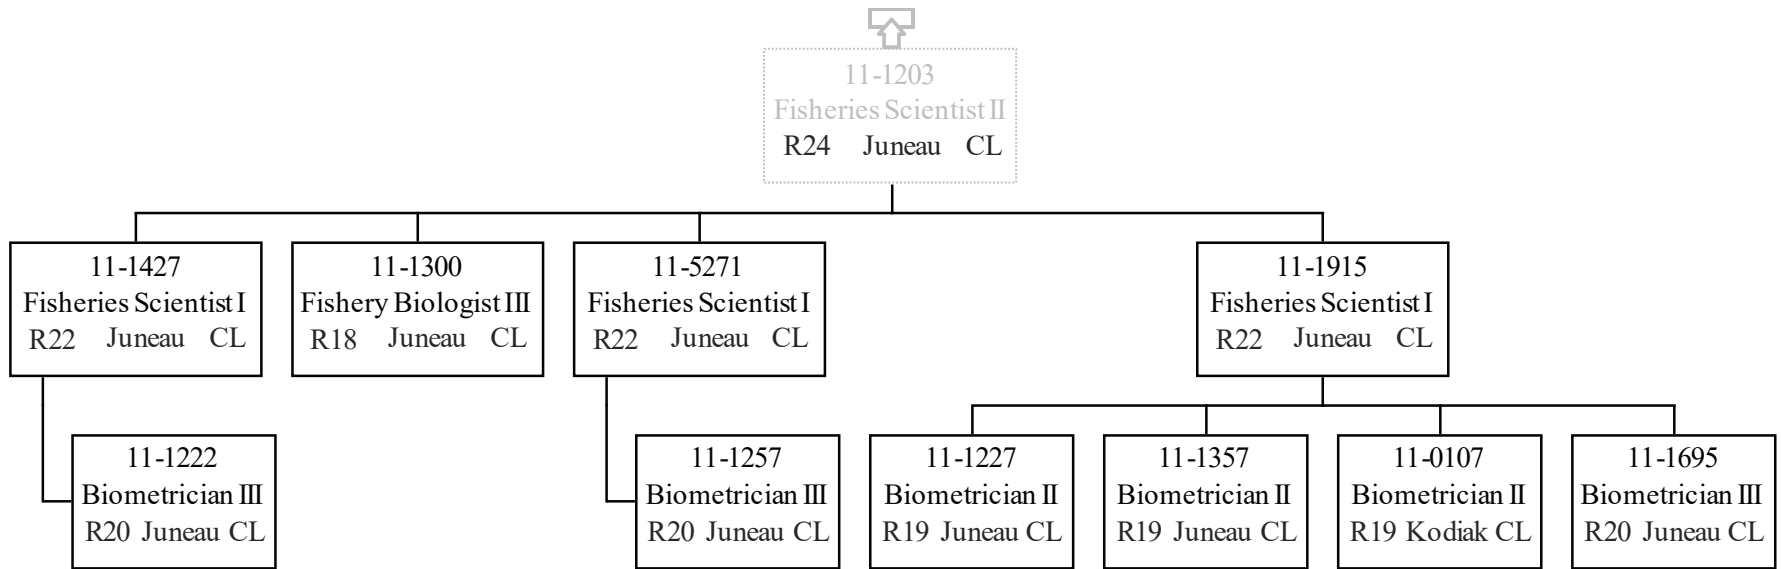 11-1203
Fisheries Scientist II
R24 Juneau CL
11-1427
Fisheries Scientist I
R22 Juneau CL
11-1300
Fishery Biologist III
R18 Juneau CL
11-5271
Fisheries Scientist I
R22 Juneau CL
11-1915
Fisheries Scientist I
R22 Juneau CL
11-1222
Biometrician III
R20 Juneau CL
11-1257
Biometrician III
R20 Juneau CL
11-1227
Biometrician II
R19 Juneau CL
11-1357
Biometrician II
R19 Juneau CL
11-0107
Biometrician II
R19 Kodiak CL
11-1695
Biometrician III
R20 Juneau CL